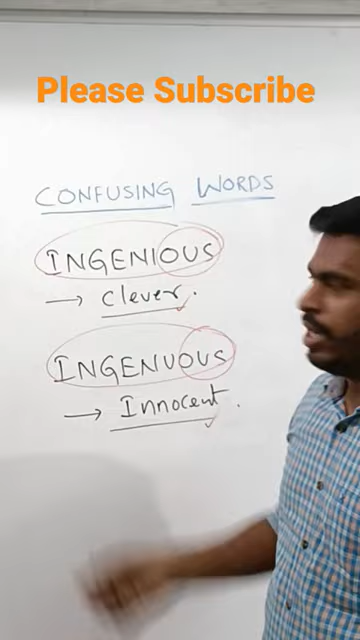 Please Subscribe
CONFUSING WORDS
INGENIOUS
→ clever.
INGENUOUS
→ Innocent.